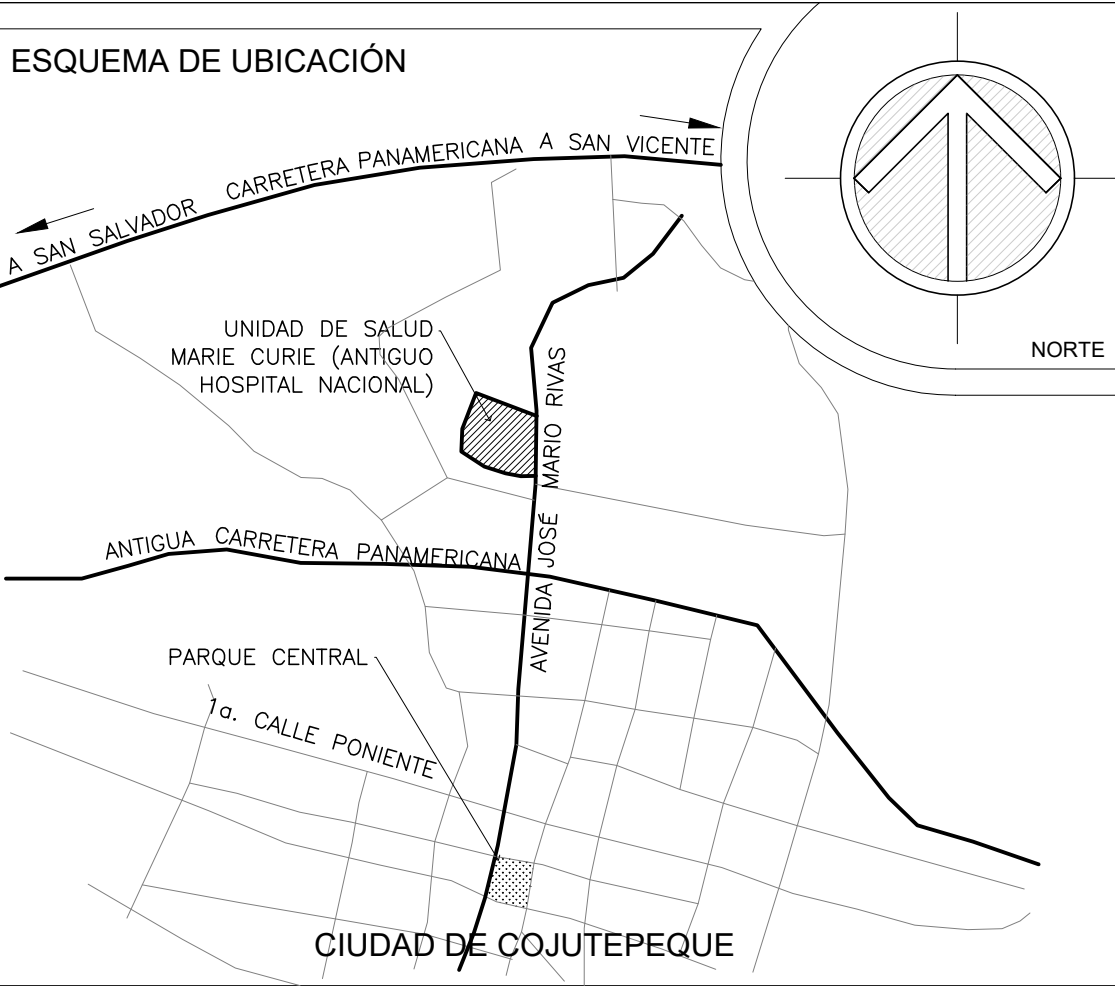 ESQUEMA DE UBICACIÓN
A SAN SALVADOR
CARRETERA PANAMERICANA
A SAN VICENTE
NORTE
UNIDAD DE SALUD
MARIE CURIE (ANTIGUO
HOSPITAL NACIONAL)
AVENIDA JOSÉ MARIO RIVAS
ANTIGUA CARRETERA PANAMERICANA
PARQUE CENTRAL
1a. CALLE PONIENTE
CIUDAD DE COJUTEPEQUE